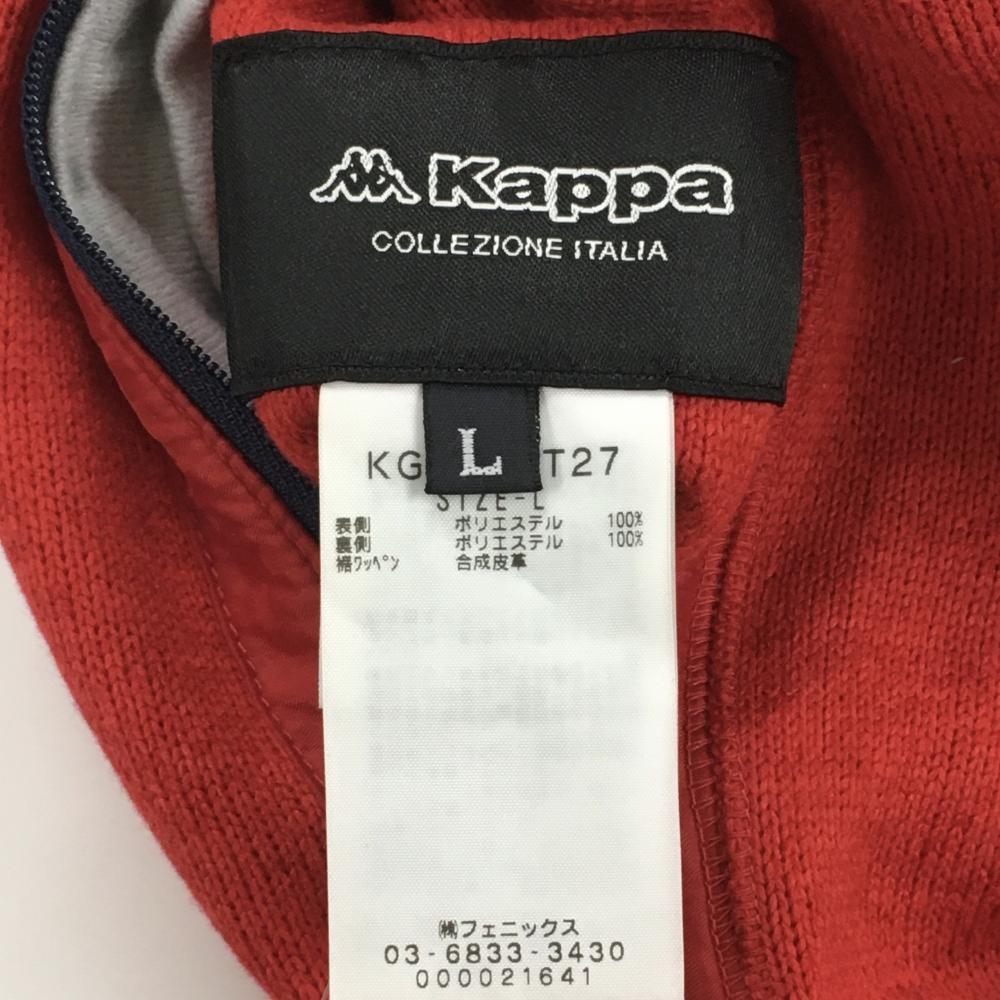 Kappa
COLLEZIONE ITALIA
L
KG T27
SIZE-L
表側 ポリエステル 100%
裏側 ポリエステル 100%
裾ワッペン 合成皮革
㈱フェニックス
03-6833-3430
000021641